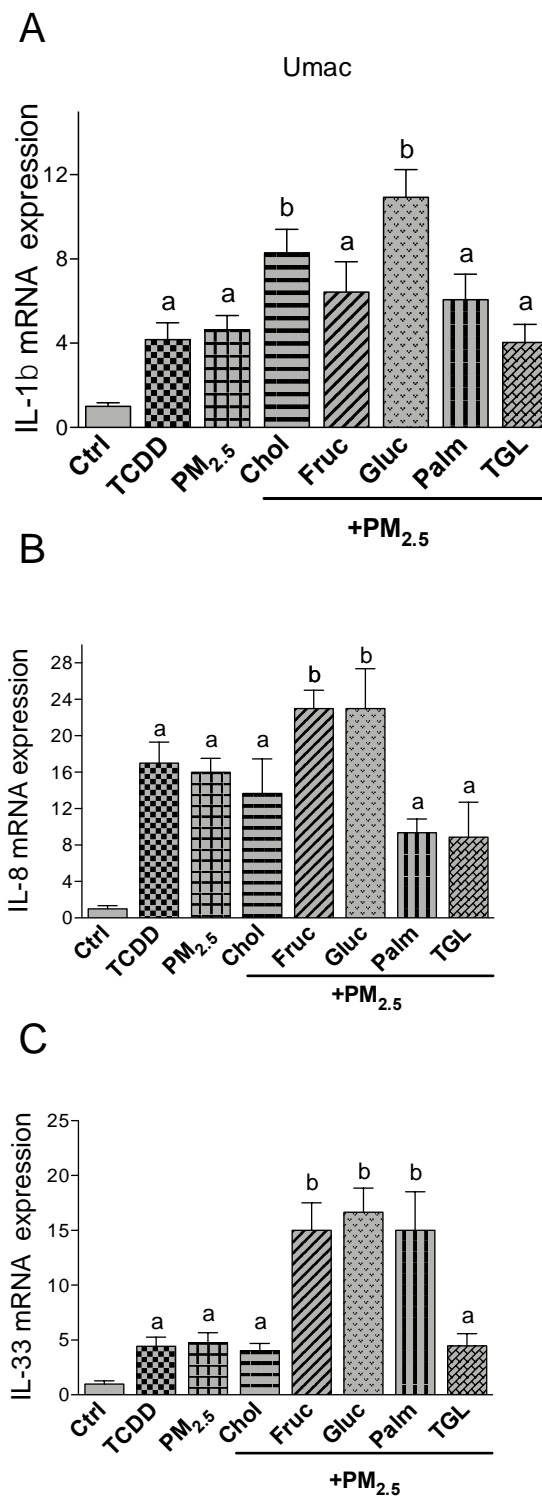 A
Umac
IL-1b mRNA expression
12
8
4
0
b
b
a
a
a
a
a
Ctrl
TCDD
PM2.5
Chol
Fruc
Gluc
Palm
TGL
+PM2.5
B
IL-8 mRNA expression
28
24
20
16
12
8
4
0
a
a
a
b
b
a
a
Ctrl
TCDD
PM2.5
Chol
Fruc
Gluc
Palm
TGL
+PM2.5
C
IL-33 mRNA expression
25
20
15
10
5
0
a
a
a
b
b
b
a
Ctrl
TCDD
PM2.5
Chol
Fruc
Gluc
Palm
TGL
+PM2.5